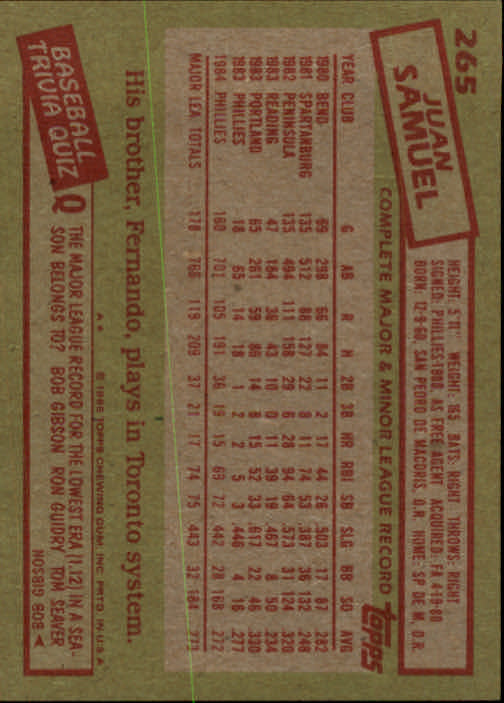 265
JUAN
SAMUEL
HEIGHT: 5'11" WEIGHT: 165 BATS: RIGHT THROWS: RIGHT
SIGNED: PHILLIES 1980, AS FREE AGENT ACQUIRED: FA 4-19-80
BORN: 12-9-60, SAN PEDRO DE MACORIS, D.R. HOME: SP DE M, D.R.
COMPLETE MAJOR & MINOR LEAGUE RECORD topps
YEAR CLUB G AB R H 2B 3B HR RBI SB SLG BB SO AVG
1980 BEND 69 298 66 84 11 2 17 44 26 .503 17 87 .282
1981 SPARTANBURG 135 512 88 127 22 8 11 74 53 .387 36 132 .248
1982 PENINSULA 135 494 111 158 29 6 28 94 64 .573 31 124 .320
1983 READING 47 184 36 43 10 0 11 39 19 .467 8 50 .234
1983 PORTLAND 65 261 59 86 14 8 15 52 33 .617 22 46 .330
1983 PHILLIES 18 65 14 18 1 2 2 5 3 .446 4 16 .277
1984 PHILLIES 160 701 105 191 36 19 15 69 72 .442 28 168 .272
MAJOR LEA. TOTALS 178 766 119 209 37 21 17 74 75 .443 32 .273
His brother, Fernando, plays in Toronto system.
A* © 1985 TOPPS CHEWING GUM INC. PRTD. IN U.S.A.
BASEBALL
TRIVIA QUIZ
Q THE MAJOR LEAGUE RECORD FOR THE LOWEST ERA (1.12) IN A SEA-
SON BELONGS TO? BOB GIBSON RON GUIDRY TOM SEAVER
BOB GIBSON